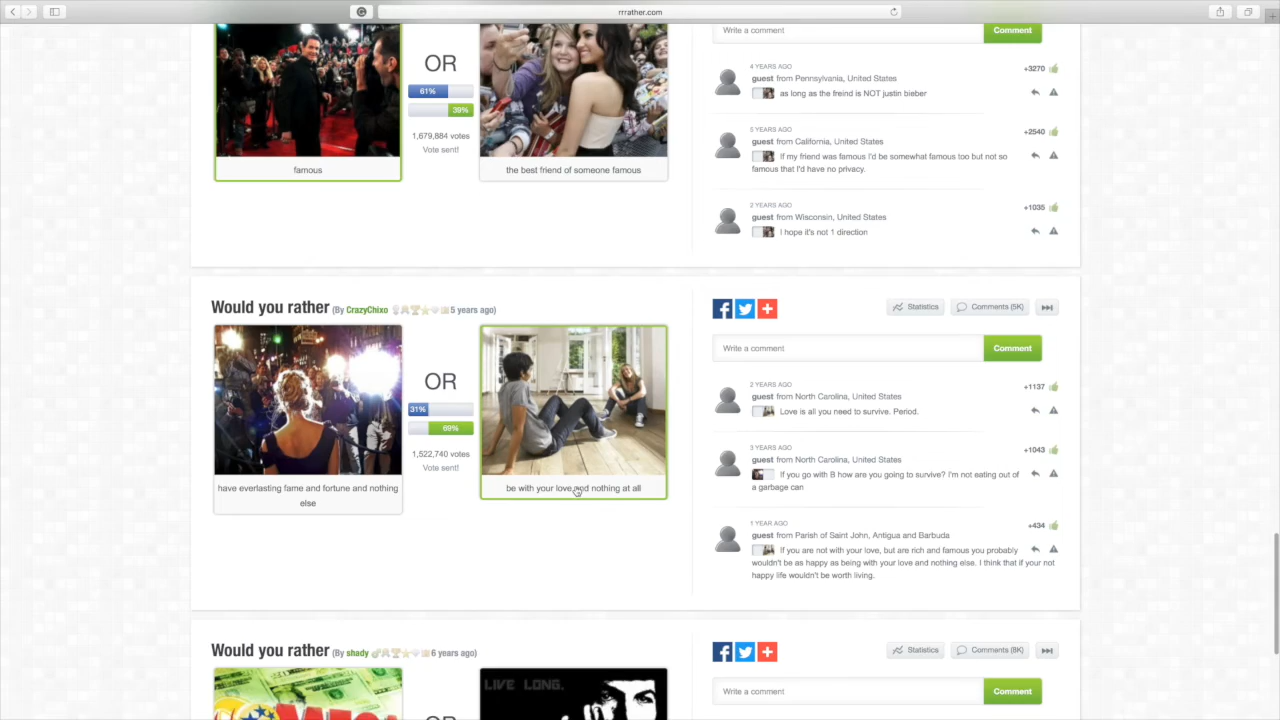 rrrather.com
OR
61%
39%
1,679,884 votes
Vote sent!
famous
the best friend of someone famous
Write a comment
Comment
4 YEARS AGO
guest from Pennsylvania, United States
as long as the freind is NOT justin bieber
+3270
5 YEARS AGO
guest from California, United States
If my friend was famous I'd be somewhat famous too but not so
famous that I'd have no privacy.
+2540
2 YEARS AGO
guest from Wisconsin, United States
I hope it's not 1 direction
+1035
Would you rather (By CrazyChixo 5 years ago)
OR
31%
69%
1,522,740 votes
Vote sent!
have everlasting fame and fortune and nothing
else
be with your love and nothing at all
Statistics
Comments (5K)
Write a comment
Comment
2 YEARS AGO
guest from North Carolina, United States
Love is all you need to survive. Period.
+1137
3 YEARS AGO
guest from North Carolina, United States
If you go with B how are you going to survive? I'm not eating out of
a garbage can
+1043
1 YEAR AGO
guest from Parish of Saint John, Antigua and Barbuda
If you are not with your love, but are rich and famous you probably
wouldn't be as happy as being with your love and nothing else. I think that if your not
happy life wouldn't be worth living.
+434
Would you rather (By shady 6 years ago)
LIVE LONG.
Statistics
Comments (8K)
Write a comment
Comment